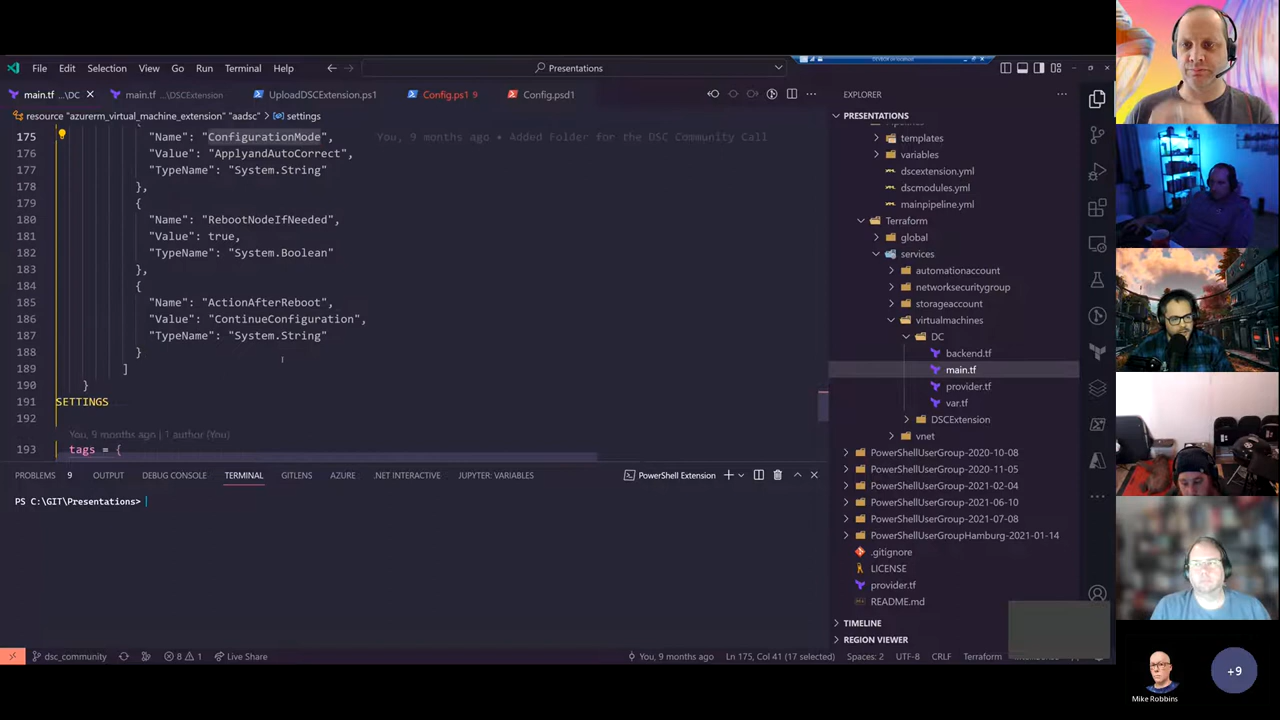 File Edit Selection View Go Run Terminal Help
Presentations
DEVBOX on localhost
main.tf ...\DC
main.tf ...\DSCExtension
UploadDSCExtension.ps1
Config.ps1 9
Config.psd1
EXPLORER
resource "azurerm_virtual_machine_extension" "aadsc" > settings
175 "Name": "ConfigurationMode", You, 9 months ago • Added Folder for the DSC Community Call
176 "Value": "ApplyandAutoCorrect",
177 "TypeName": "System.String"
178 },
179 {
180 "Name": "RebootNodeIfNeeded",
181 "Value": true,
182 "TypeName": "System.Boolean"
183 },
184 {
185 "Name": "ActionAfterReboot",
186 "Value": "ContinueConfiguration",
187 "TypeName": "System.String"
188 }
189 ]
190 }
191 SETTINGS
192
You, 9 months ago | 1 author (You)
193 tags = {
PROBLEMS 9 OUTPUT DEBUG CONSOLE TERMINAL GITLENS AZURE .NET INTERACTIVE JUPYTER: VARIABLES
PowerShell Extension
PS C:\GIT\Presentations>
PRESENTATIONS
templates
variables
dscextension.yml
dscmodules.yml
mainpipeline.yml
Terraform
global
services
automationaccount
networksecuritygroup
storageaccount
virtualmachines
DC
backend.tf
main.tf
provider.tf
var.tf
DSCExtension
vnet
PowerShellUserGroup-2020-10-08
PowerShellUserGroup-2020-11-05
PowerShellUserGroup-2021-02-04
PowerShellUserGroup-2021-06-10
PowerShellUserGroup-2021-07-08
PowerShellUserGroupHamburg-2021-01-14
.gitignore
LICENSE
provider.tf
README.md
TIMELINE
REGION VIEWER
dsc_community
8 1
Live Share
You, 9 months ago
Ln 175, Col 41 (17 selected)
Spaces: 2
UTF-8
CRLF
Terraform
Mike Robbins
+9